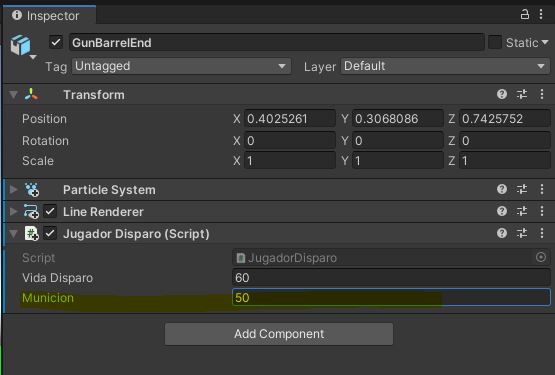 Inspector
GunBarrelEnd Static
Tag Untagged Layer Default
Transform
Position X 0.4025261 Y 0.3068086 Z 0.7425752
Rotation X 0 Y 0 Z 0
Scale X 1 Y 1 Z 1
Particle System
Line Renderer
Jugador Disparo (Script)
Script JugadorDisparo
Vida Disparo 60
Municion 50
Add Component